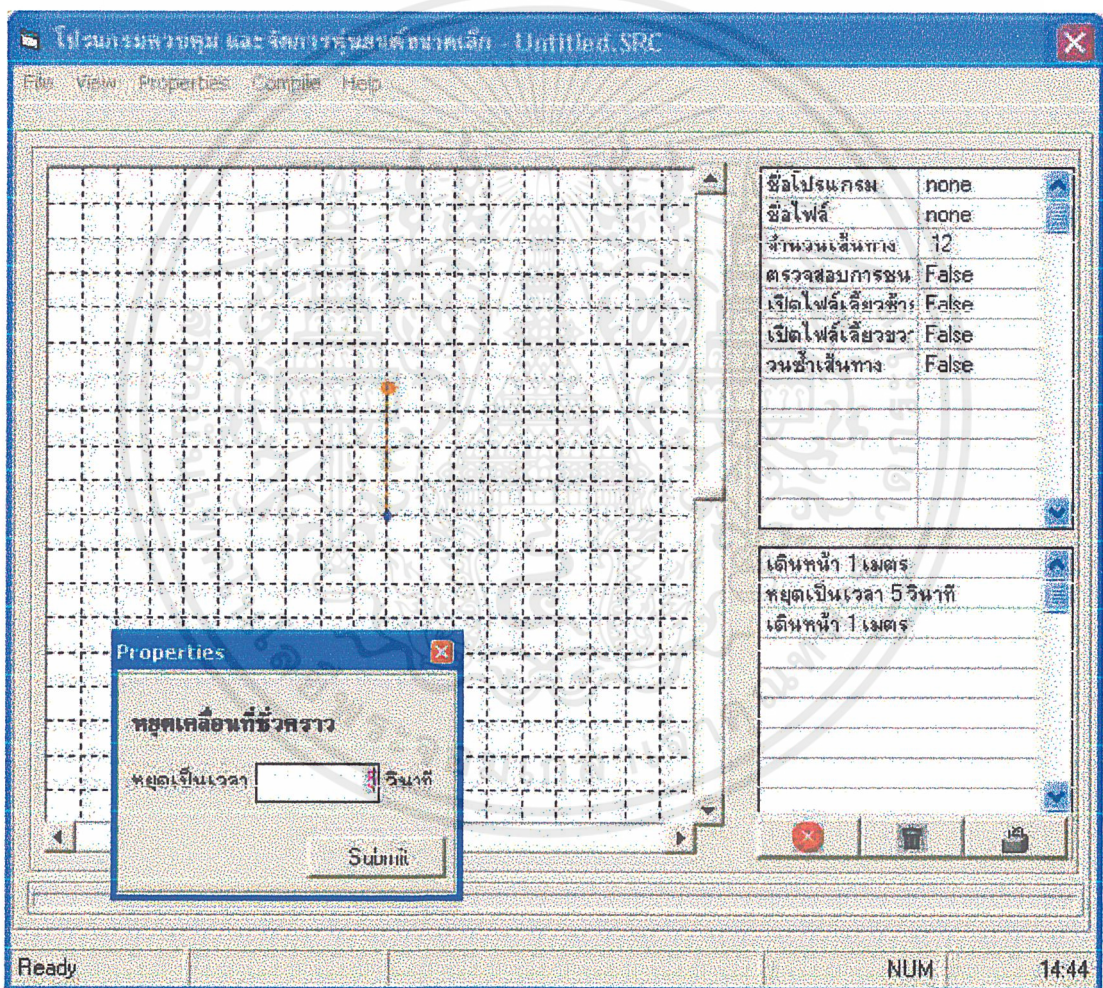 โปรแกรมควบคุม และ จัดการหุ่นยนต์ขนาดเล็ก - Untitled.SRC
File View Properties Compile Help
ชื่อโปรแกรม none
ชื่อไฟล์ none
จำนวนเส้นทาง 12
ตรวจสอบการชน False
เปิดไฟล์เลี้ยวซ้าย False
เปิดไฟล์เลี้ยวขวา False
วนซ้ำเส้นทาง False
เดินหน้า 1 เมตร
หยุดเป็นเวลา 5 วินาที
เดินหน้า 1 เมตร
Properties
หยุดเคลื่อนที่ชั่วคราว
หยุดเป็นเวลา 5 วินาที
Submit
Ready NUM 14:44